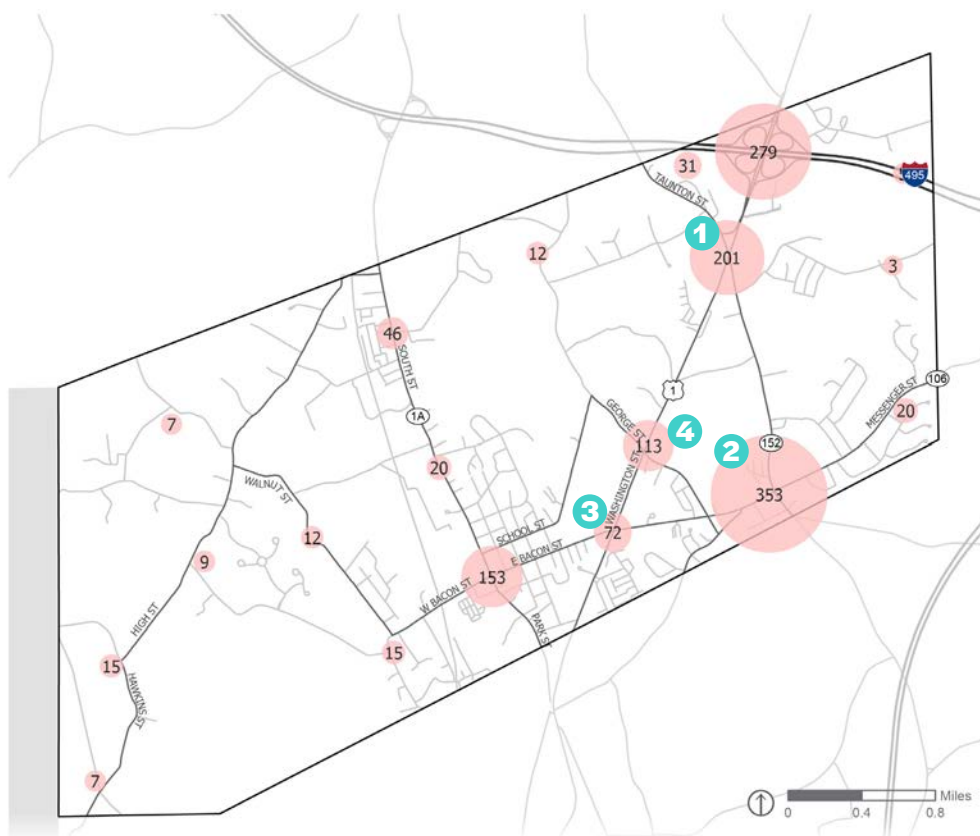 279
31
495
TAUNTON ST
1
201
12
3
46
SOUTH ST
1A
1
106
MESSENGER ST
20
7
GEORGE ST
4
113
152
2
353
20
WALNUT ST
WASHINGTON ST
3
72
SCHOOL ST
E BACON ST
12
9
153
W BACON ST
HIGH ST
PARK ST
15
15
HAWKINS ST
7
Miles
0 0.4 0.8